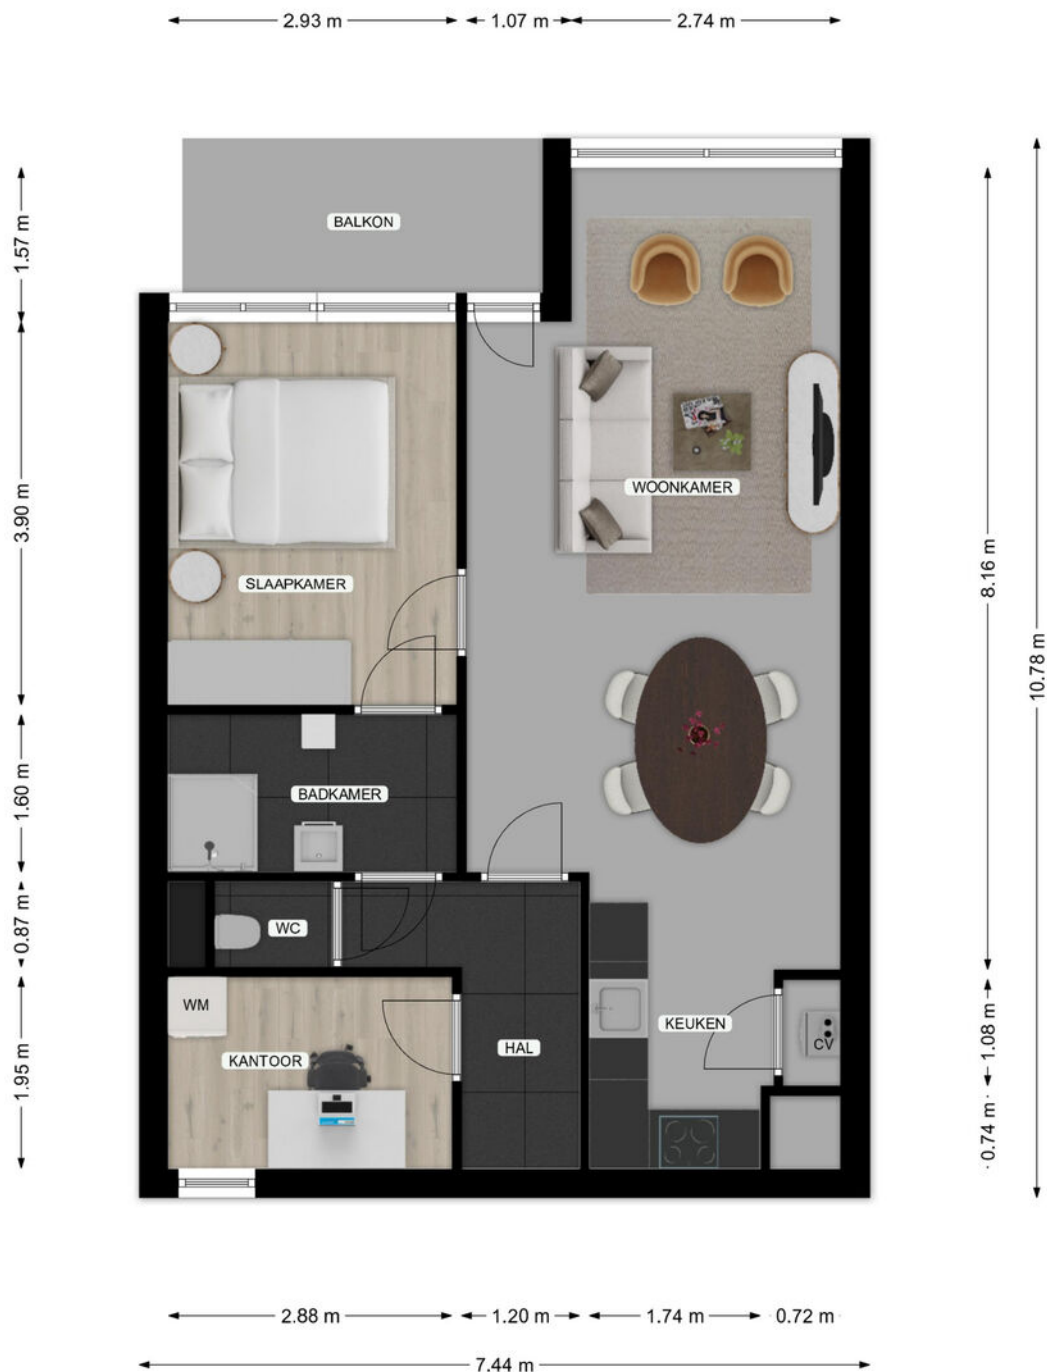 2.93 m
1.07 m
2.74 m
BALKON
1.57 m
3.90 m
WOONKAMER
SLAAPKAMER
8.16 m
10.78 m
1.60 m
BADKAMER
0.87 m
WC
WM
KANTOOR
1.95 m
HAL
KEUKEN
CV
1.08 m
0.74 m
2.88 m
1.20 m
1.74 m
0.72 m
7.44 m